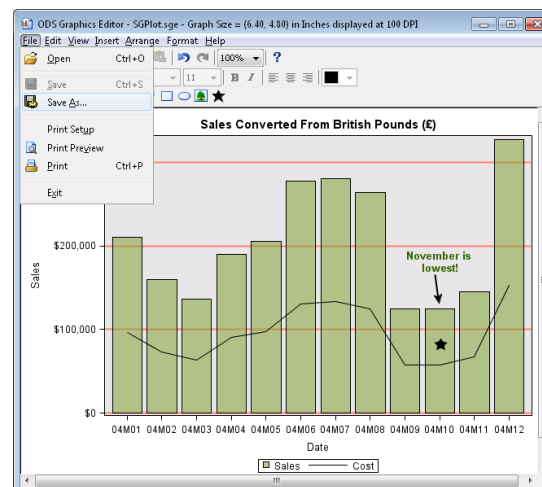 ODS Graphics Editor - SGPlot.sge - Graph Size = (6.40, 4.80) in Inches displayed at 100 DPI
File Edit View Insert Arrange Format Help
Open Ctrl+O
100%
?
Save Ctrl+S
11
B I
Save As...
Print Setup
Print Preview
Print Ctrl+P
Exit
Sales Converted From British Pounds (£)
$200,000
$100,000
$0
Sales
November is
lowest!
04M01 04M02 04M03 04M04 04M05 04M06 04M07 04M08 04M09 04M10 04M11 04M12
Date
Sales Cost